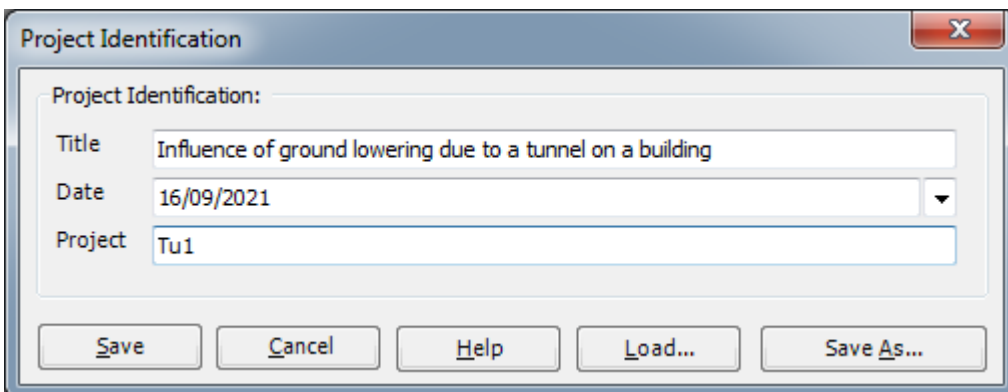 Project Identification
Project Identification:
Title Influence of ground lowering due to a tunnel on a building
Date 16/09/2021
Project Tu1
Save Cancel Help Load... Save As...